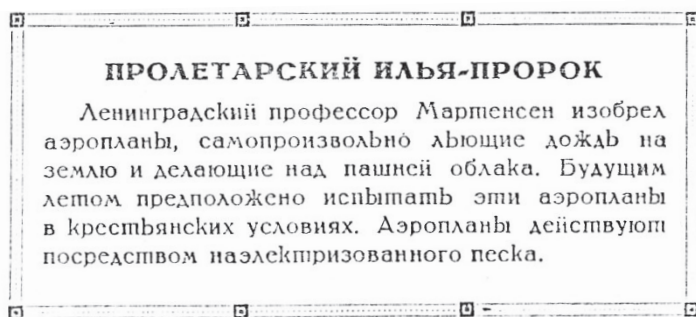 ПРОЛЕТАРСКИЙ ИЛЬЯ-ПРОРОК
Ленинградский профессор Мартенсен изобрел
аэропланы, самопроизвольно льющие дождь на
землю и делающие над пашней облака. Будущим
летом предположено испытать эти аэропланы
в крестьянских условиях. Аэропланы действуют
посредством наэлектризованного песка.